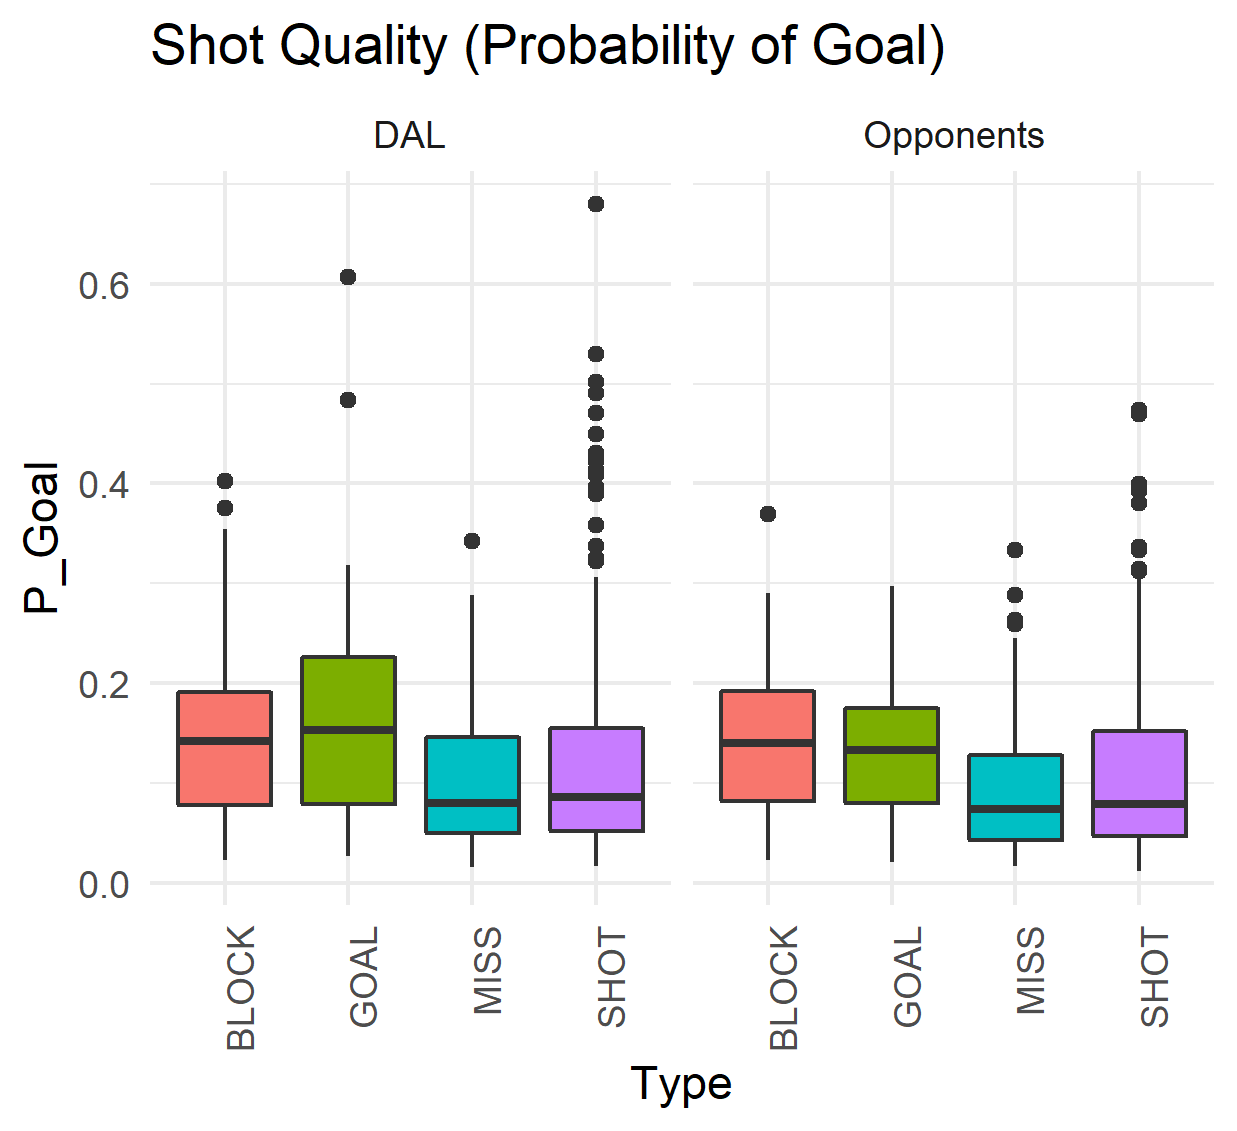 Shot Quality (Probability of Goal)
DAL
Opponents
P_Goal
0.6
0.4
0.2
0.0
BLOCK
GOAL
MISS
SHOT
BLOCK
GOAL
MISS
SHOT
Type